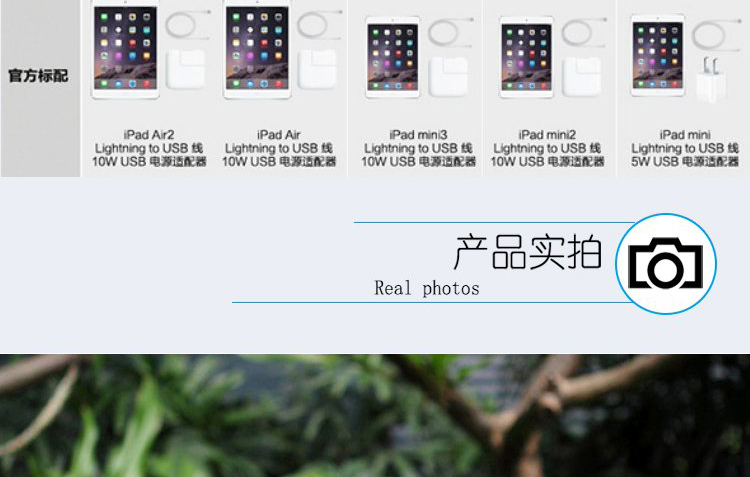 官方标配
iPad Air2
Lightning to USB 线
10W USB 电源适配器
iPad Air
Lightning to USB 线
10W USB 电源适配器
iPad mini3
Lightning to USB 线
10W USB 电源适配器
iPad mini2
Lightning to USB 线
10W USB 电源适配器
iPad mini
Lightning to USB 线
5W USB 电源适配器
产品实拍
Real photos